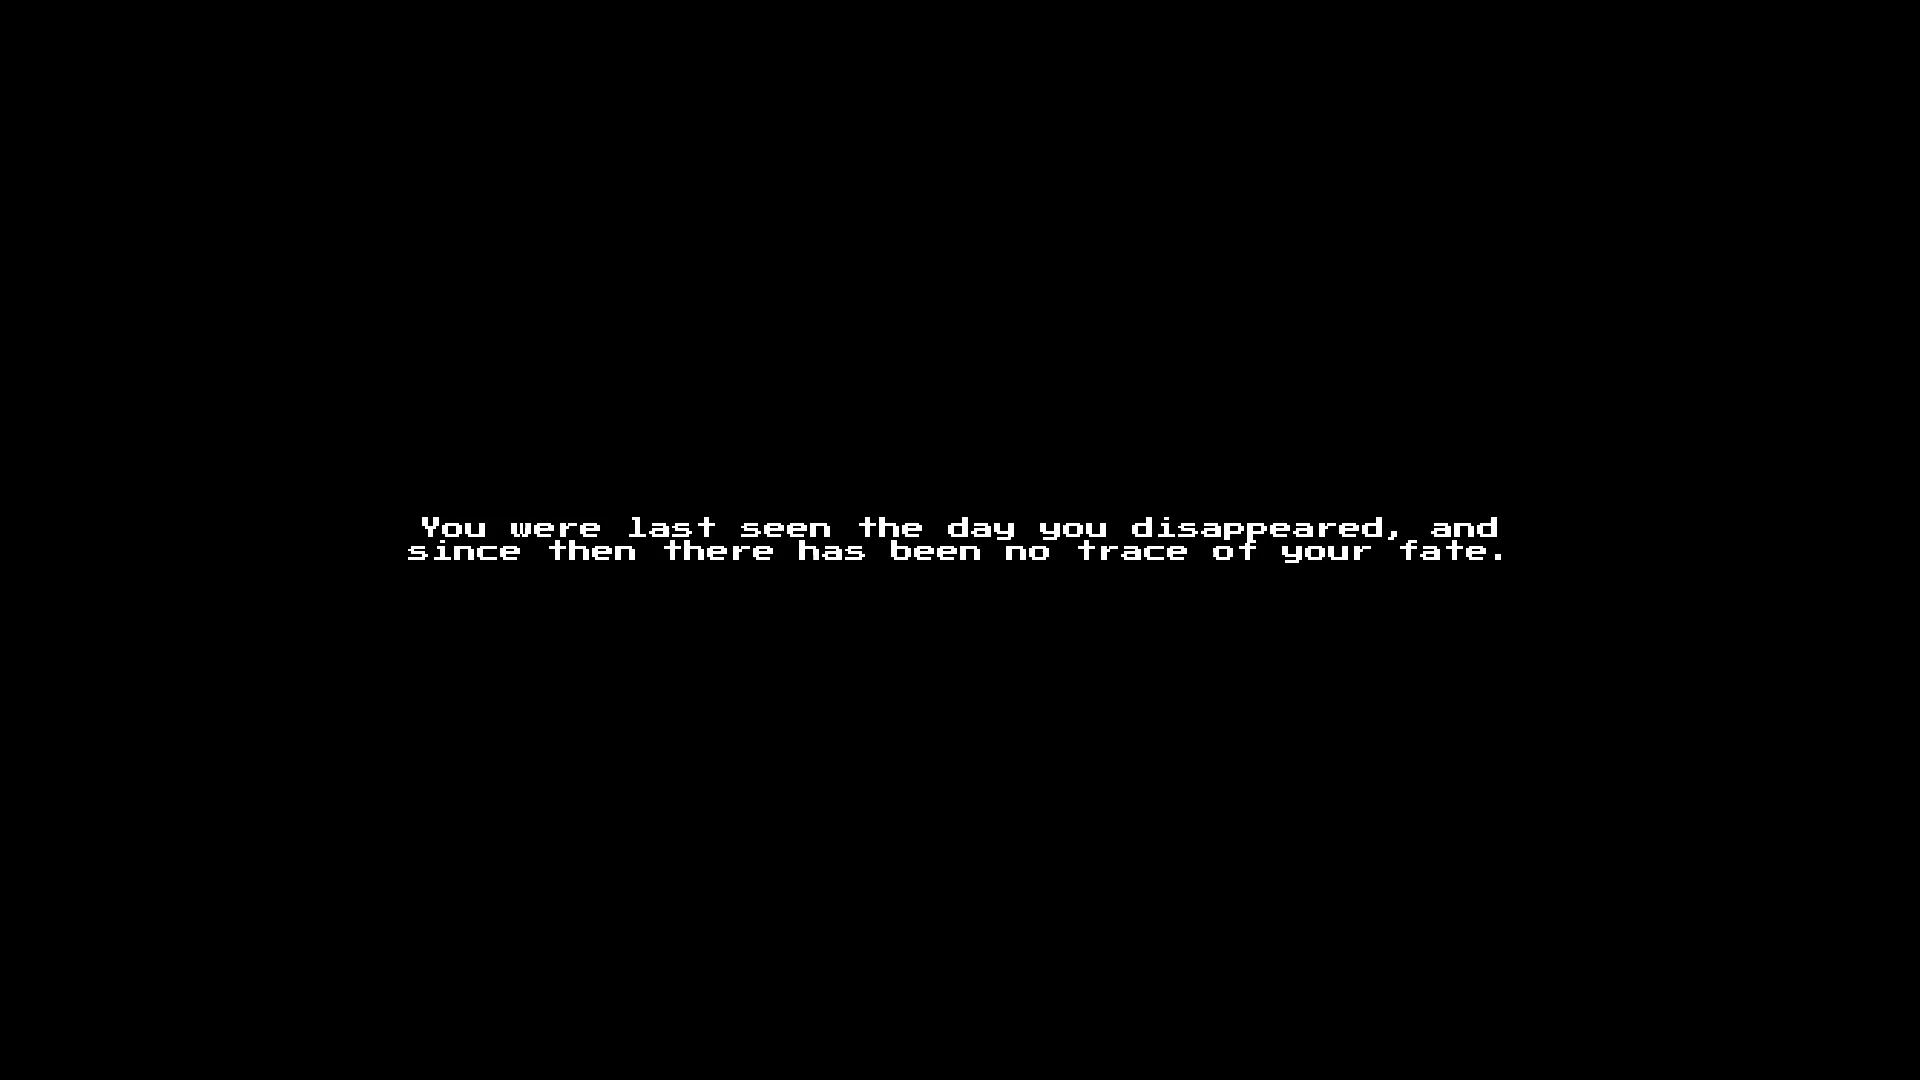 You were last seen the day you disappeared, and
since then there has been no trace of your fate.